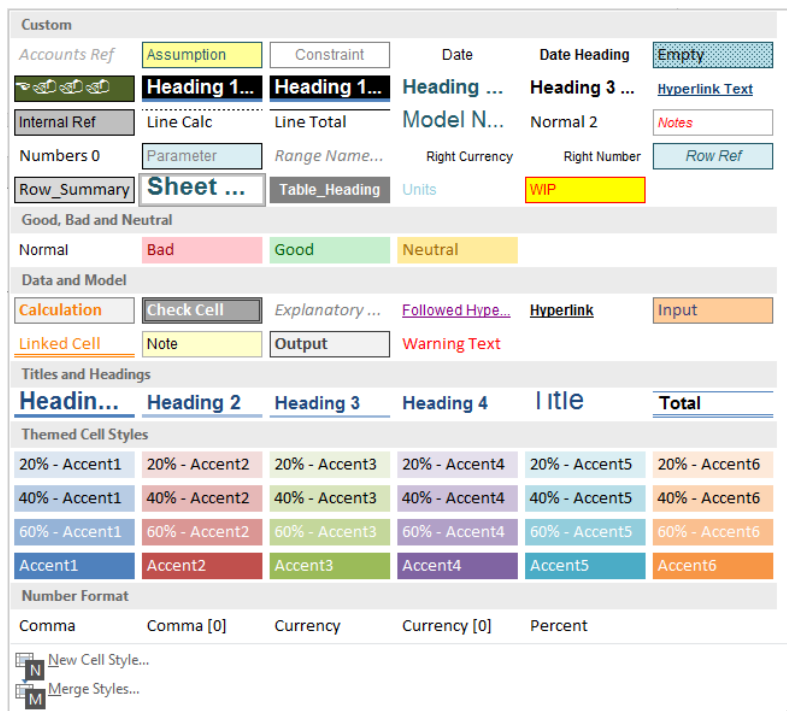 Custom
Accounts Ref Assumption Constraint Date Date Heading Empty
Heading 1... Heading 1... Heading ... Heading 3 ... Hyperlink Text
Internal Ref Line Calc Line Total Model N... Normal 2 Notes
Numbers 0 Parameter Range Name... Right Currency Right Number Row Ref
Row_Summary Sheet ... Table_Heading Units WIP
Good, Bad and Neutral
Normal Bad Good Neutral
Data and Model
Calculation Check Cell Explanatory ... Followed Hype... Hyperlink Input
Linked Cell Note Output Warning Text
Titles and Headings
Headin... Heading 2 Heading 3 Heading 4 Title Total
Themed Cell Styles
20% - Accent1 20% - Accent2 20% - Accent3 20% - Accent4 20% - Accent5 20% - Accent6
40% - Accent1 40% - Accent2 40% - Accent3 40% - Accent4 40% - Accent5 40% - Accent6
60% - Accent1 60% - Accent2 60% - Accent3 60% - Accent4 60% - Accent5 60% - Accent6
Accent1 Accent2 Accent3 Accent4 Accent5 Accent6
Number Format
Comma Comma [0] Currency Currency [0] Percent
N New Cell Style...
M Merge Styles...